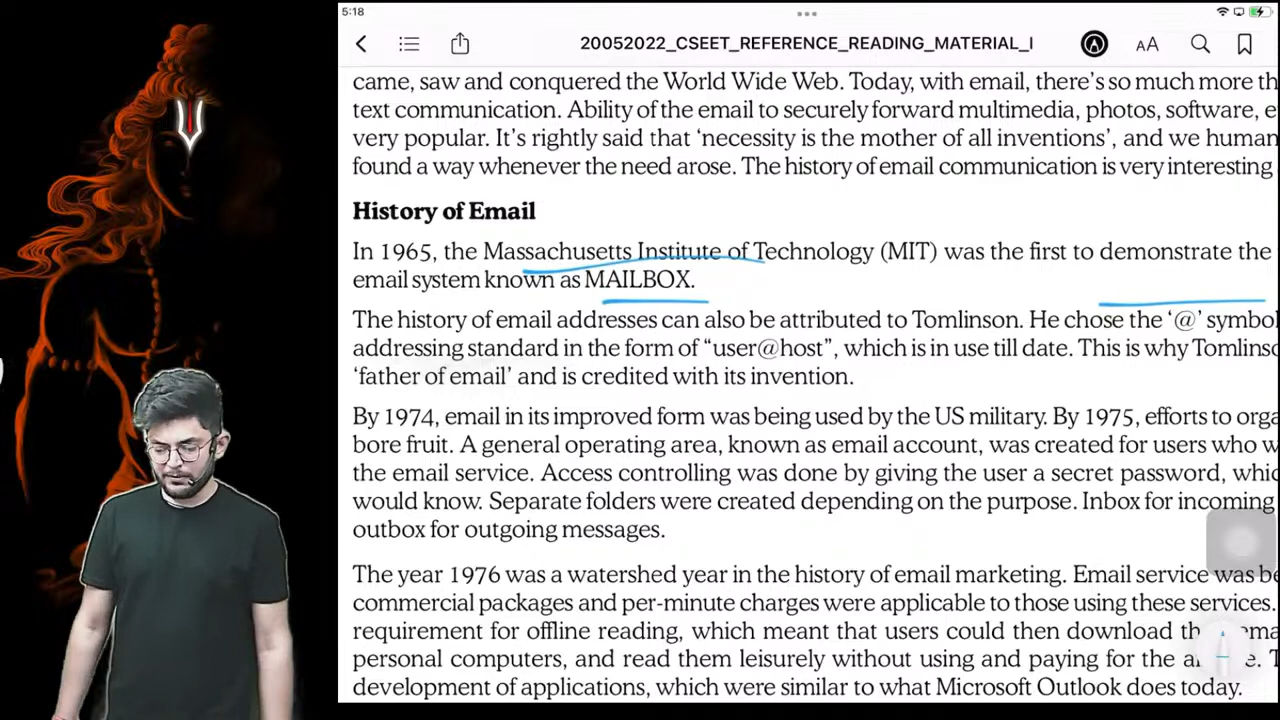 5:18
20052022_CSEET_REFERENCE_READING_MATERIAL_I
AA
came, saw and conquered the World Wide Web. Today, with email, there's so much more th
text communication. Ability of the email to securely forward multimedia, photos, software, e
very popular. It's rightly said that 'necessity is the mother of all inventions', and we human
found a way whenever the need arose. The history of email communication is very interesting
History of Email
In 1965, the Massachusetts Institute of Technology (MIT) was the first to demonstrate the
email system known as MAILBOX.
The history of email addresses can also be attributed to Tomlinson. He chose the '@' symbol
addressing standard in the form of "user@host", which is in use till date. This is why Tomlinso
'father of email' and is credited with its invention.
By 1974, email in its improved form was being used by the US military. By 1975, efforts to orga
bore fruit. A general operating area, known as email account, was created for users who w
the email service. Access controlling was done by giving the user a secret password, whic
would know. Separate folders were created depending on the purpose. Inbox for incoming
outbox for outgoing messages.
The year 1976 was a watershed year in the history of email marketing. Email service was be
commercial packages and per-minute charges were applicable to those using these services.
requirement for offline reading, which meant that users could then download th ema
personal computers, and read them leisurely without using and paying for the ai e. T
development of applications, which were similar to what Microsoft Outlook does today.